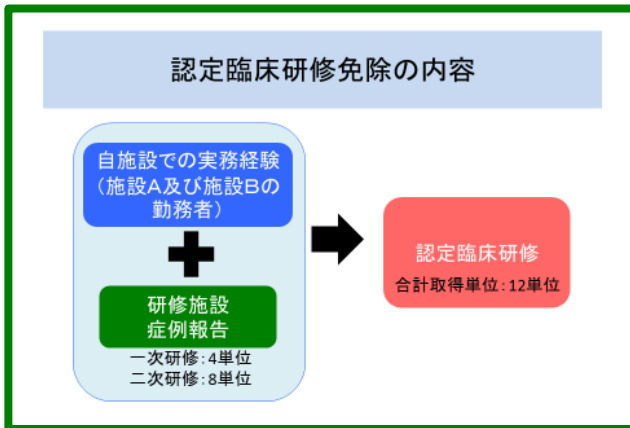 認定臨床研修免除の内容
自施設での実務経験
（施設A及び施設Bの
勤務者）
研修施設
症例報告
一次研修：4単位
二次研修：8単位
認定臨床研修
合計取得単位：12単位